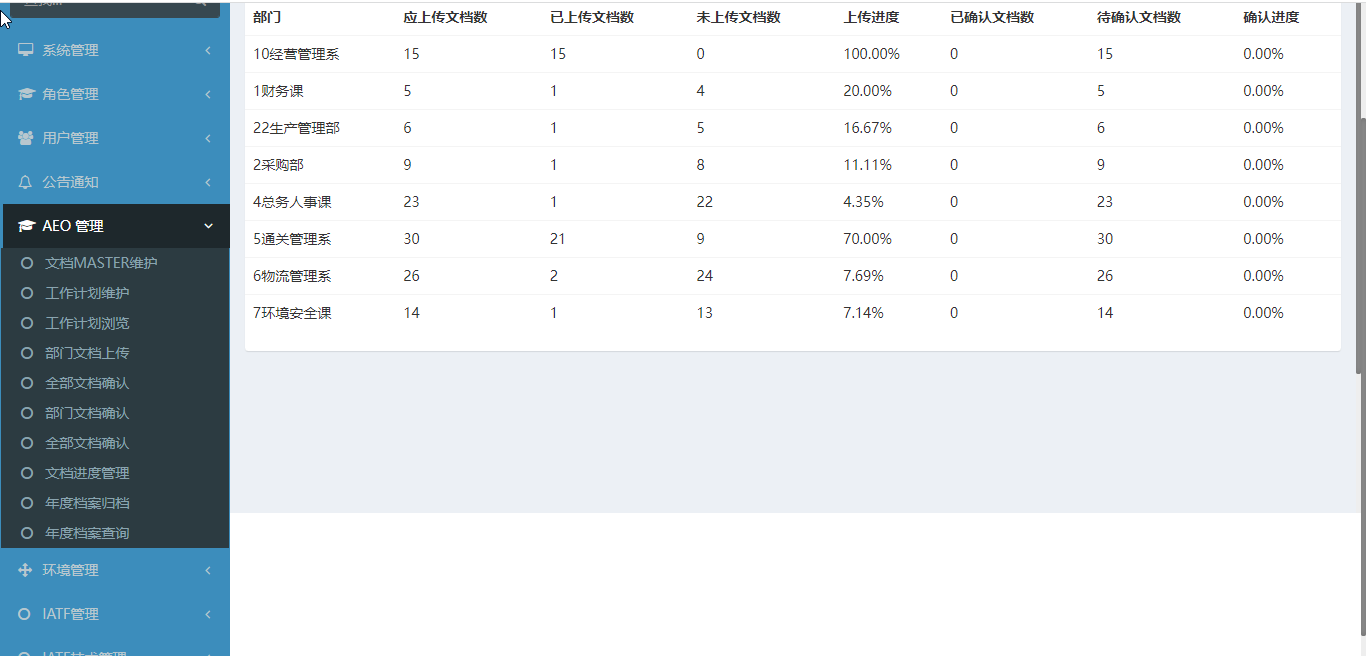 系统管理
角色管理
用户管理
公告通知
AEO 管理
文档MASTER维护
工作计划维护
工作计划浏览
部门文档上传
全部文档确认
部门文档确认
全部文档确认
文档进度管理
年度档案归档
年度档案查询
环境管理
IATF管理
IATF技术管理
部门 应上传文档数 已上传文档数 未上传文档数 上传进度 已确认文档数 待确认文档数 确认进度
10经营管理系 15 15 0 100.00% 0 15 0.00%
1财务课 5 1 4 20.00% 0 5 0.00%
22生产管理部 6 1 5 16.67% 0 6 0.00%
2采购部 9 1 8 11.11% 0 9 0.00%
4总务人事课 23 1 22 4.35% 0 23 0.00%
5通关管理系 30 21 9 70.00% 0 30 0.00%
6物流管理系 26 2 24 7.69% 0 26 0.00%
7环境安全课 14 1 13 7.14% 0 14 0.00%